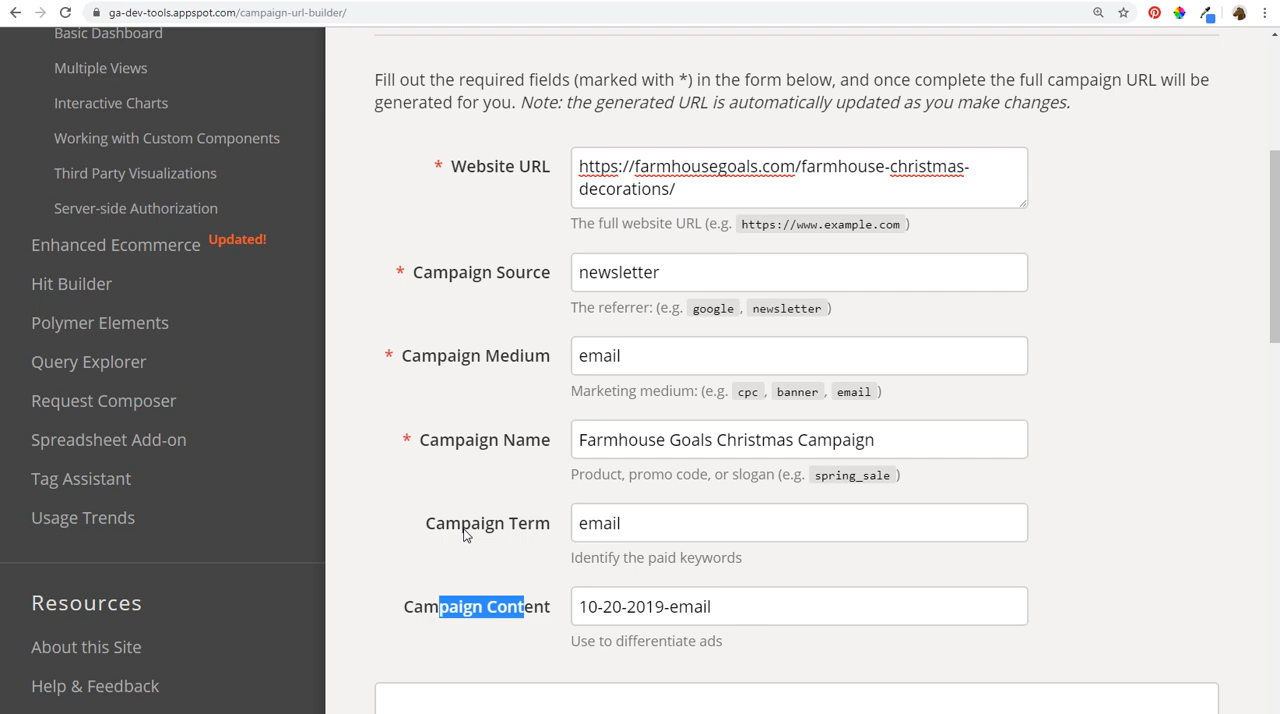 ga-dev-tools.appspot.com/campaign-url-builder/
Basic Dashboard
Multiple Views
Interactive Charts
Working with Custom Components
Third Party Visualizations
Server-side Authorization
Enhanced Ecommerce Updated!
Hit Builder
Polymer Elements
Query Explorer
Request Composer
Spreadsheet Add-on
Tag Assistant
Usage Trends
Resources
About this Site
Help & Feedback
Fill out the required fields (marked with *) in the form below, and once complete the full campaign URL will be
generated for you. Note: the generated URL is automatically updated as you make changes.
* Website URL
https://farmhousegoals.com/farmhouse-christmas-
decorations/
The full website URL (e.g. https://www.example.com )
* Campaign Source
newsletter
The referrer: (e.g. google , newsletter )
* Campaign Medium
email
Marketing medium: (e.g. cpc , banner , email )
* Campaign Name
Farmhouse Goals Christmas Campaign
Product, promo code, or slogan (e.g. spring_sale )
Campaign Term
email
Identify the paid keywords
Campaign Content
10-20-2019-email
Use to differentiate ads